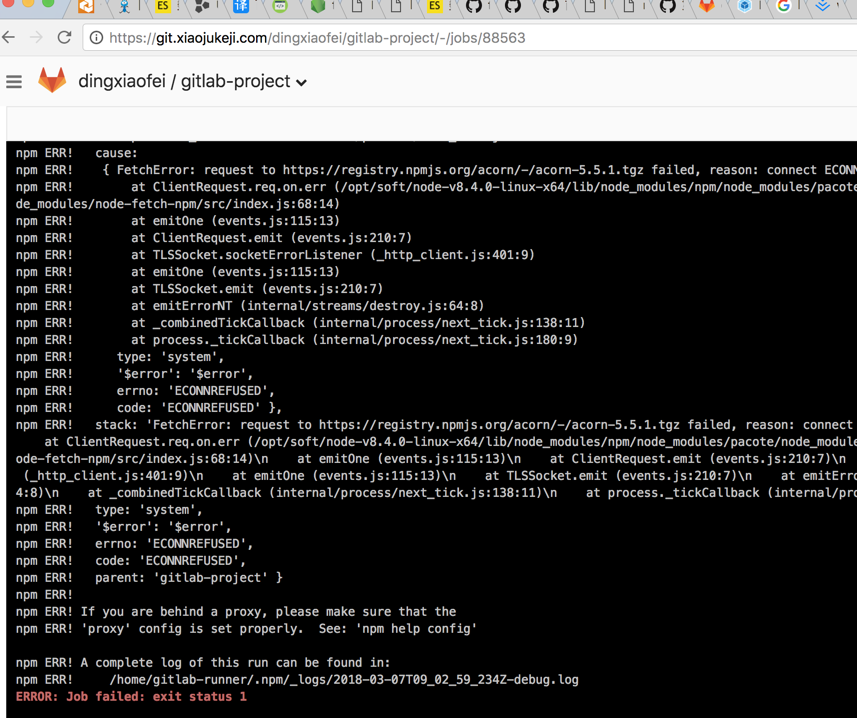 ES
译
ES
https://git.xiaojukeji.com/dingxiaofei/gitlab-project/-/jobs/88563
dingxiaofei / gitlab-project
npm ERR!   cause:
npm ERR!    { FetchError: request to https://registry.npmjs.org/acorn/-/acorn-5.5.1.tgz failed, reason: connect ECONN
npm ERR!        at ClientRequest.req.on.err (/opt/soft/node-v8.4.0-linux-x64/lib/node_modules/npm/node_modules/pacote
de_modules/node-fetch-npm/src/index.js:68:14)
npm ERR!        at emitOne (events.js:115:13)
npm ERR!        at ClientRequest.emit (events.js:210:7)
npm ERR!        at TLSSocket.socketErrorListener (_http_client.js:401:9)
npm ERR!        at emitOne (events.js:115:13)
npm ERR!        at TLSSocket.emit (events.js:210:7)
npm ERR!        at emitErrorNT (internal/streams/destroy.js:64:8)
npm ERR!        at _combinedTickCallback (internal/process/next_tick.js:138:11)
npm ERR!        at process._tickCallback (internal/process/next_tick.js:180:9)
npm ERR!      type: 'system',
npm ERR!      '$error': '$error',
npm ERR!      errno: 'ECONNREFUSED',
npm ERR!      code: 'ECONNREFUSED' },
npm ERR!   stack: 'FetchError: request to https://registry.npmjs.org/acorn/-/acorn-5.5.1.tgz failed, reason: connect
    at ClientRequest.req.on.err (/opt/soft/node-v8.4.0-linux-x64/lib/node_modules/npm/node_modules/pacote/node_module
ode-fetch-npm/src/index.js:68:14)\n    at emitOne (events.js:115:13)\n    at ClientRequest.emit (events.js:210:7)\n
 (_http_client.js:401:9)\n    at emitOne (events.js:115:13)\n    at TLSSocket.emit (events.js:210:7)\n    at emitErro
4:8)\n    at _combinedTickCallback (internal/process/next_tick.js:138:11)\n    at process._tickCallback (internal/pro
npm ERR!   type: 'system',
npm ERR!   '$error': '$error',
npm ERR!   errno: 'ECONNREFUSED',
npm ERR!   code: 'ECONNREFUSED',
npm ERR!   parent: 'gitlab-project' }
npm ERR!
npm ERR! If you are behind a proxy, please make sure that the
npm ERR! 'proxy' config is set properly.  See: 'npm help config'
npm ERR! A complete log of this run can be found in:
npm ERR!     /home/gitlab-runner/.npm/_logs/2018-03-07T09_02_59_234Z-debug.log
ERROR: Job failed: exit status 1